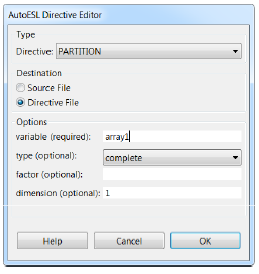 AutoESL Directive Editor
Type
Directive: PARTITION
Destination
Source File
Directive File
Options
variable (required): array1
type (optional): complete
factor (optional):
dimension (optional): 1
Help Cancel OK